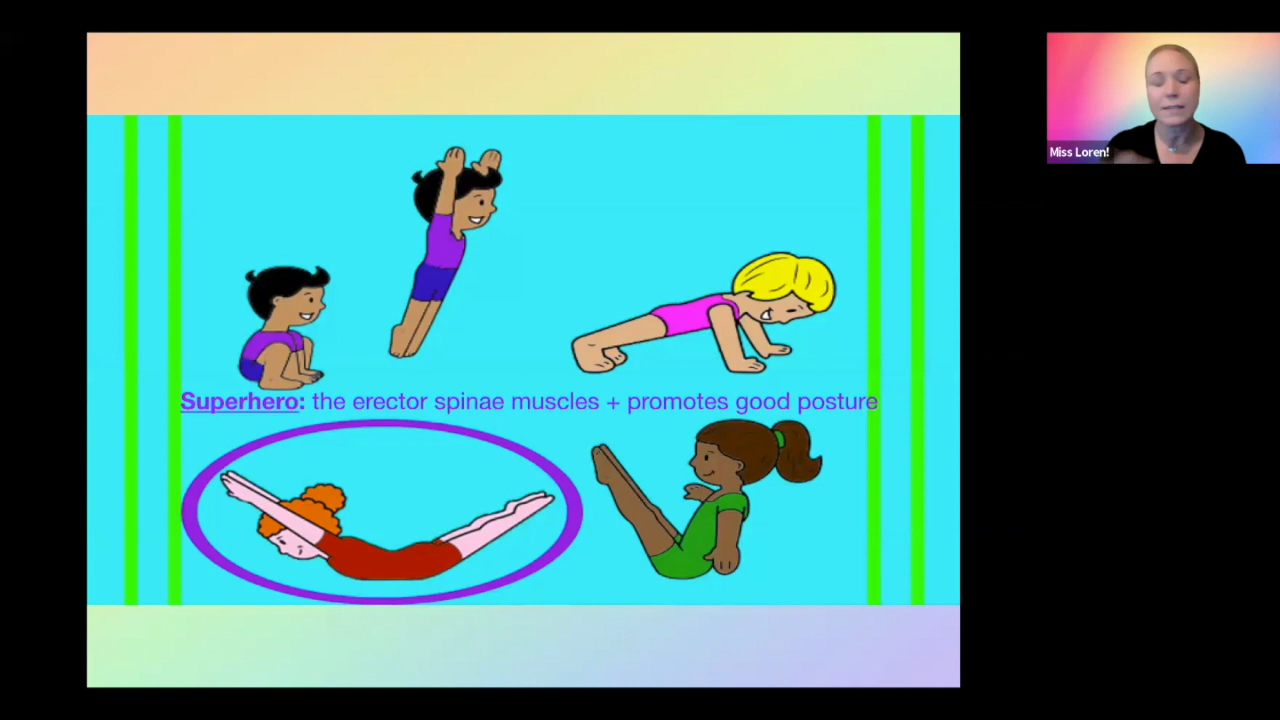 Miss Loren!
Superhero: the erector spinae muscles + promotes good posture